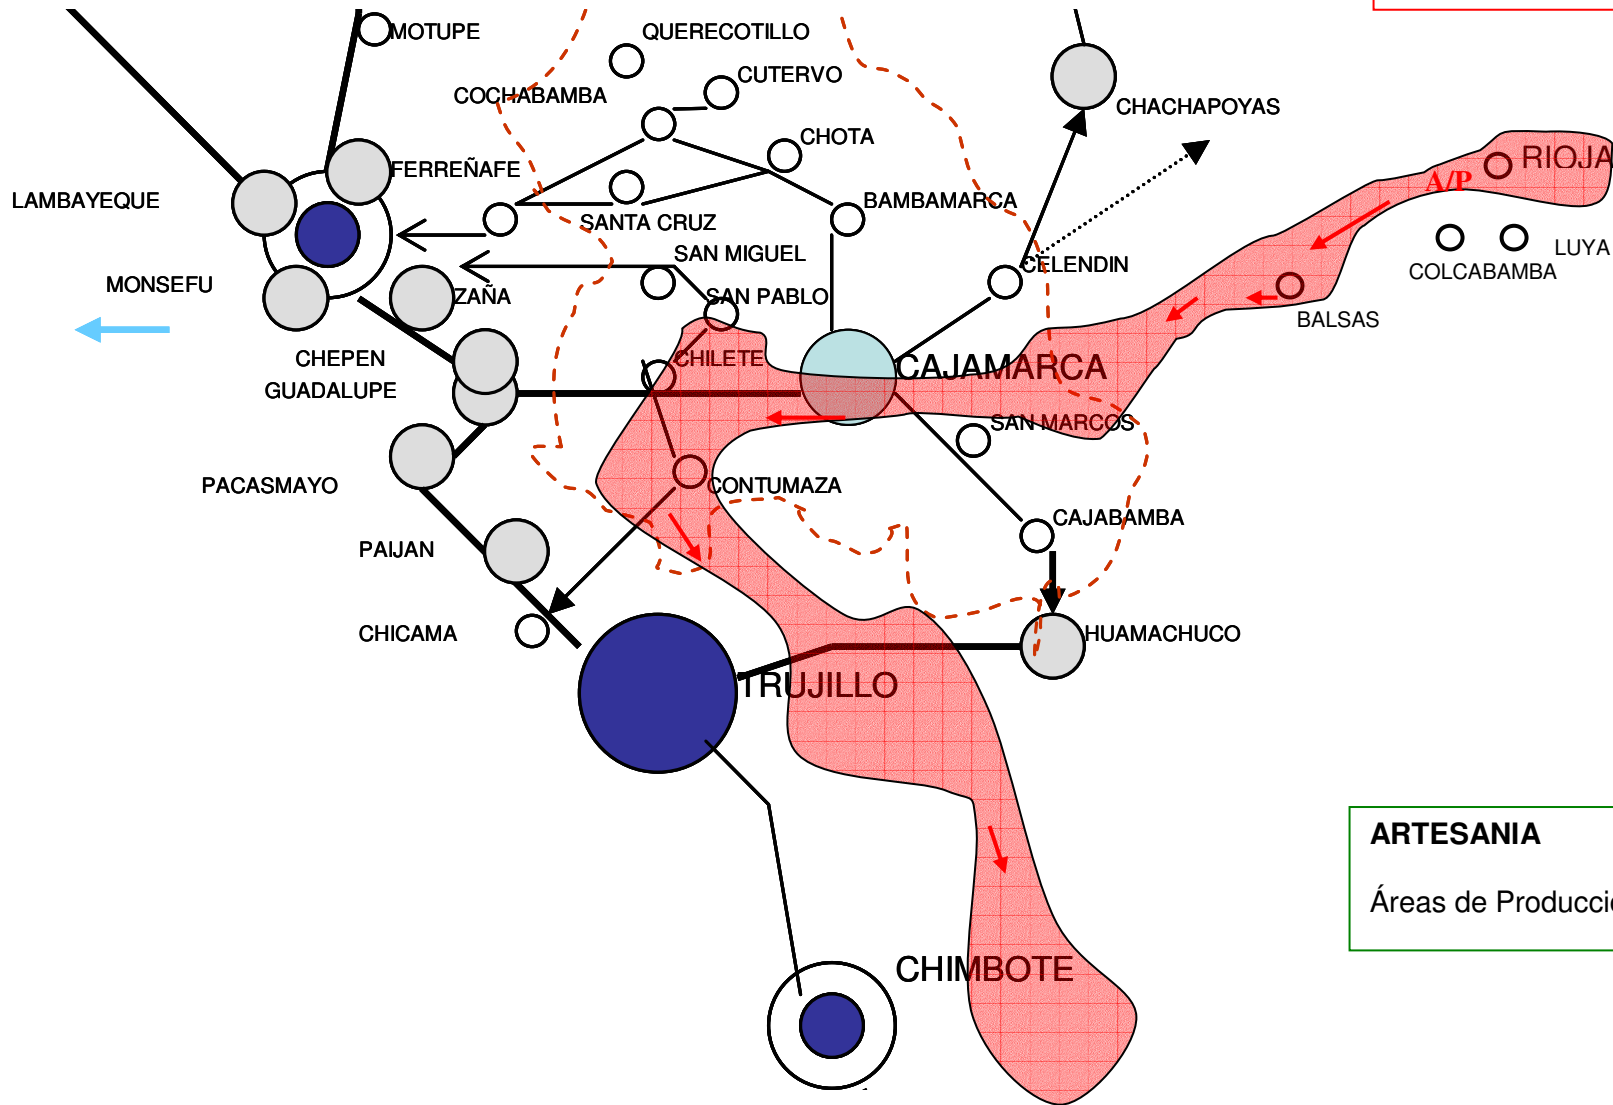 MOTUPE
QUERECOTILLO
CUTERVO
COCHABAMBA
CHACHAPOYAS
CHOTA
RIOJA
FERREÑAFE
A/P
LAMBAYEQUE
BAMBAMARCA
SANTA CRUZ
LUYA
SAN MIGUEL
CELENDIN
COLCABAMBA
MONSEFU
ZAÑA
SAN PABLO
BALSAS
CHEPEN
CHILETE
CAJAMARCA
GUADALUPE
SAN MARCOS
PACASMAYO
CONTUMAZA
CAJABAMBA
PAIJAN
CHICAMA
HUAMACHUCO
TRUJILLO
ARTESANIA
Áreas de Producció
CHIMBOTE